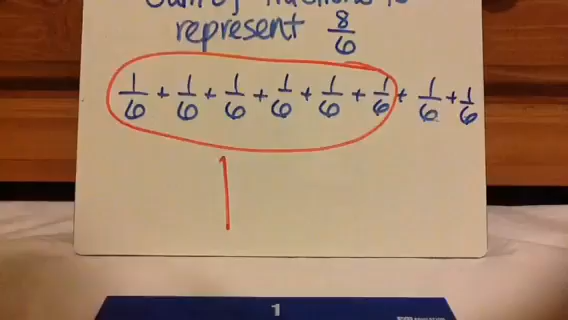 represent 8/6
1/6 + 1/6 + 1/6 + 1/6 + 1/6 + 1/6 + 1/6 + 1/6
1
1